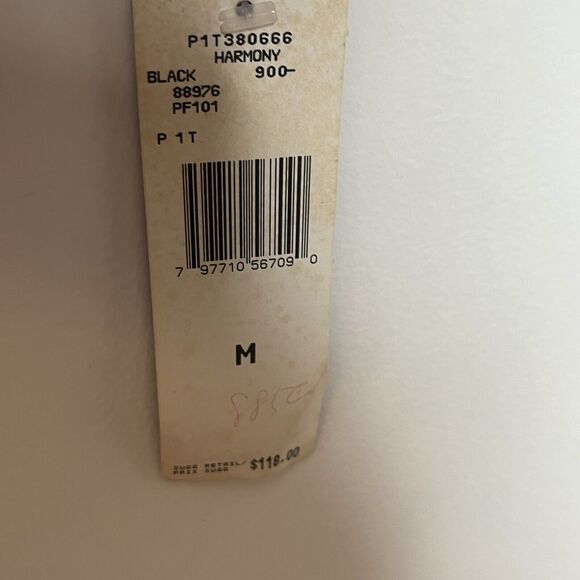 P1T380666
HARMONY
BLACK 900-
88976
PF101
P 1T
7 97710 56709 0
M
$118.00